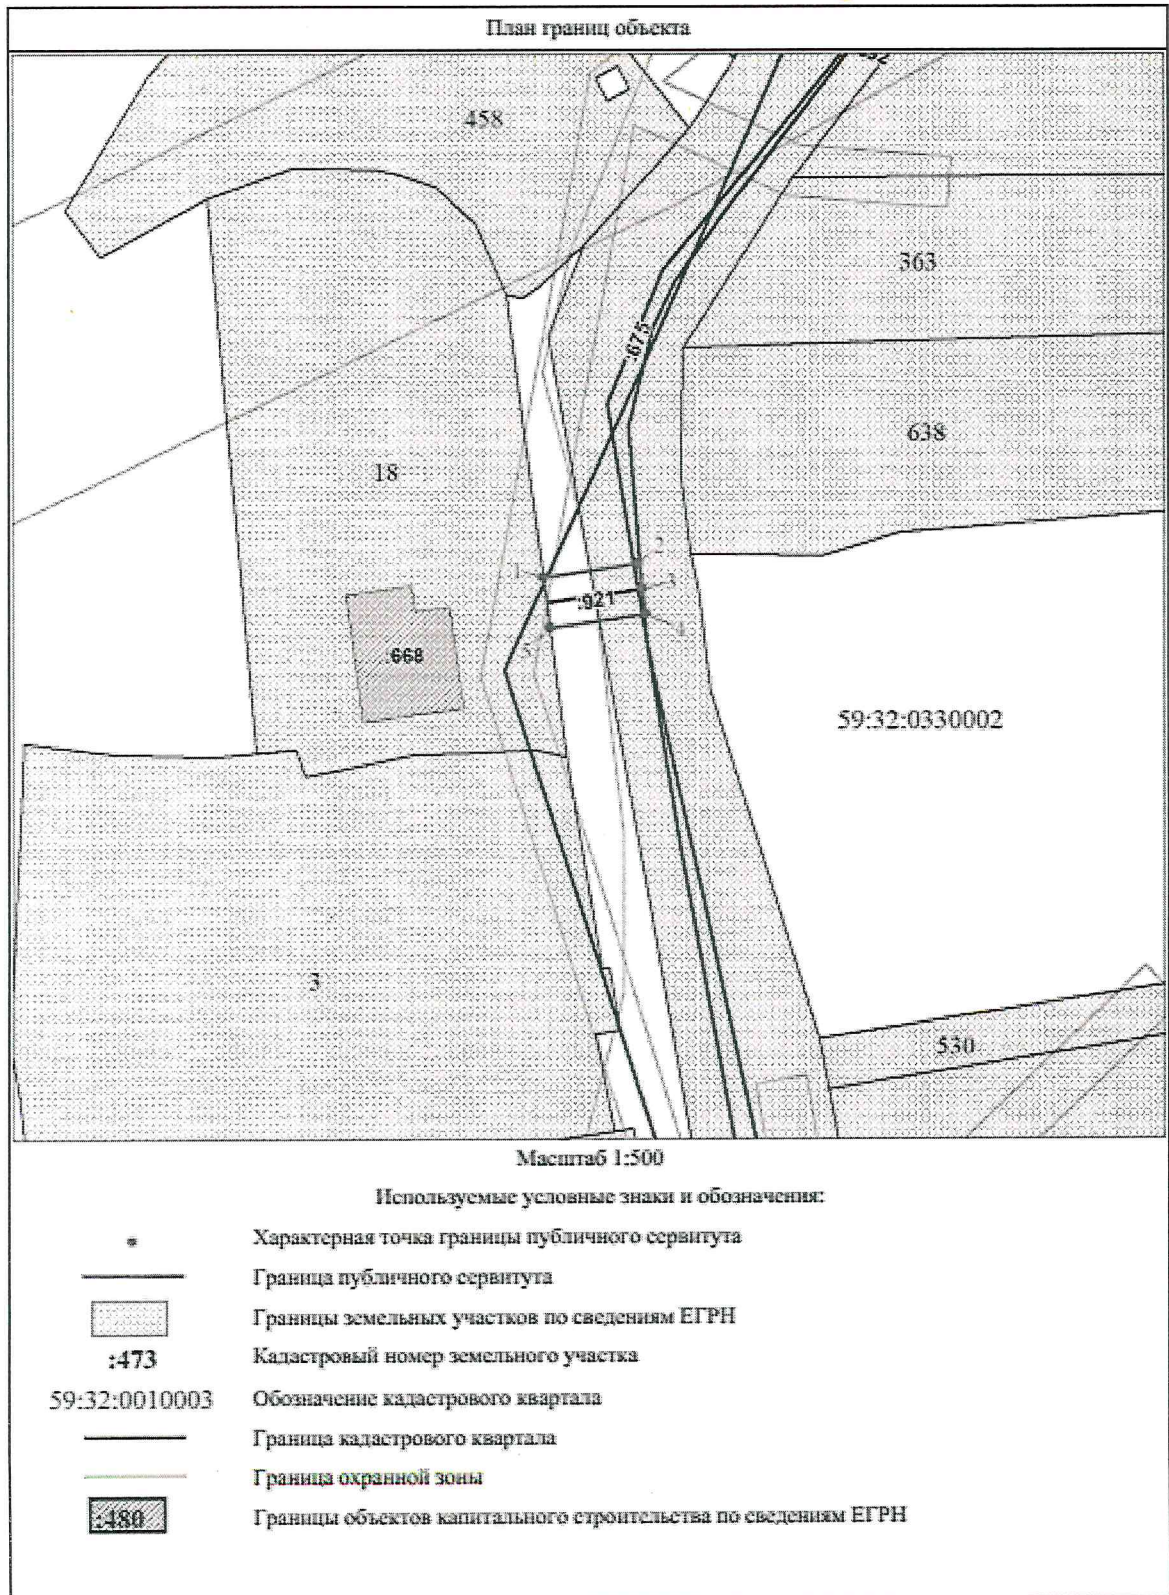 План границ объекта
458
363
:675
638
18
2
1
3
:921
4
5
:668
59:32:0330002
3
530
Масштаб 1:500
Используемые условные знаки и обозначения:
Характерная точка границы публичного сервитута
Граница публичного сервитута
Границы земельных участков по сведениям ЕГРН
:473 Кадастровый номер земельного участка
59:32:0010003 Обозначение кадастрового квартала
Граница кадастрового квартала
Граница охранной зоны
:480 Границы объектов капитального строительства по сведениям ЕГРН